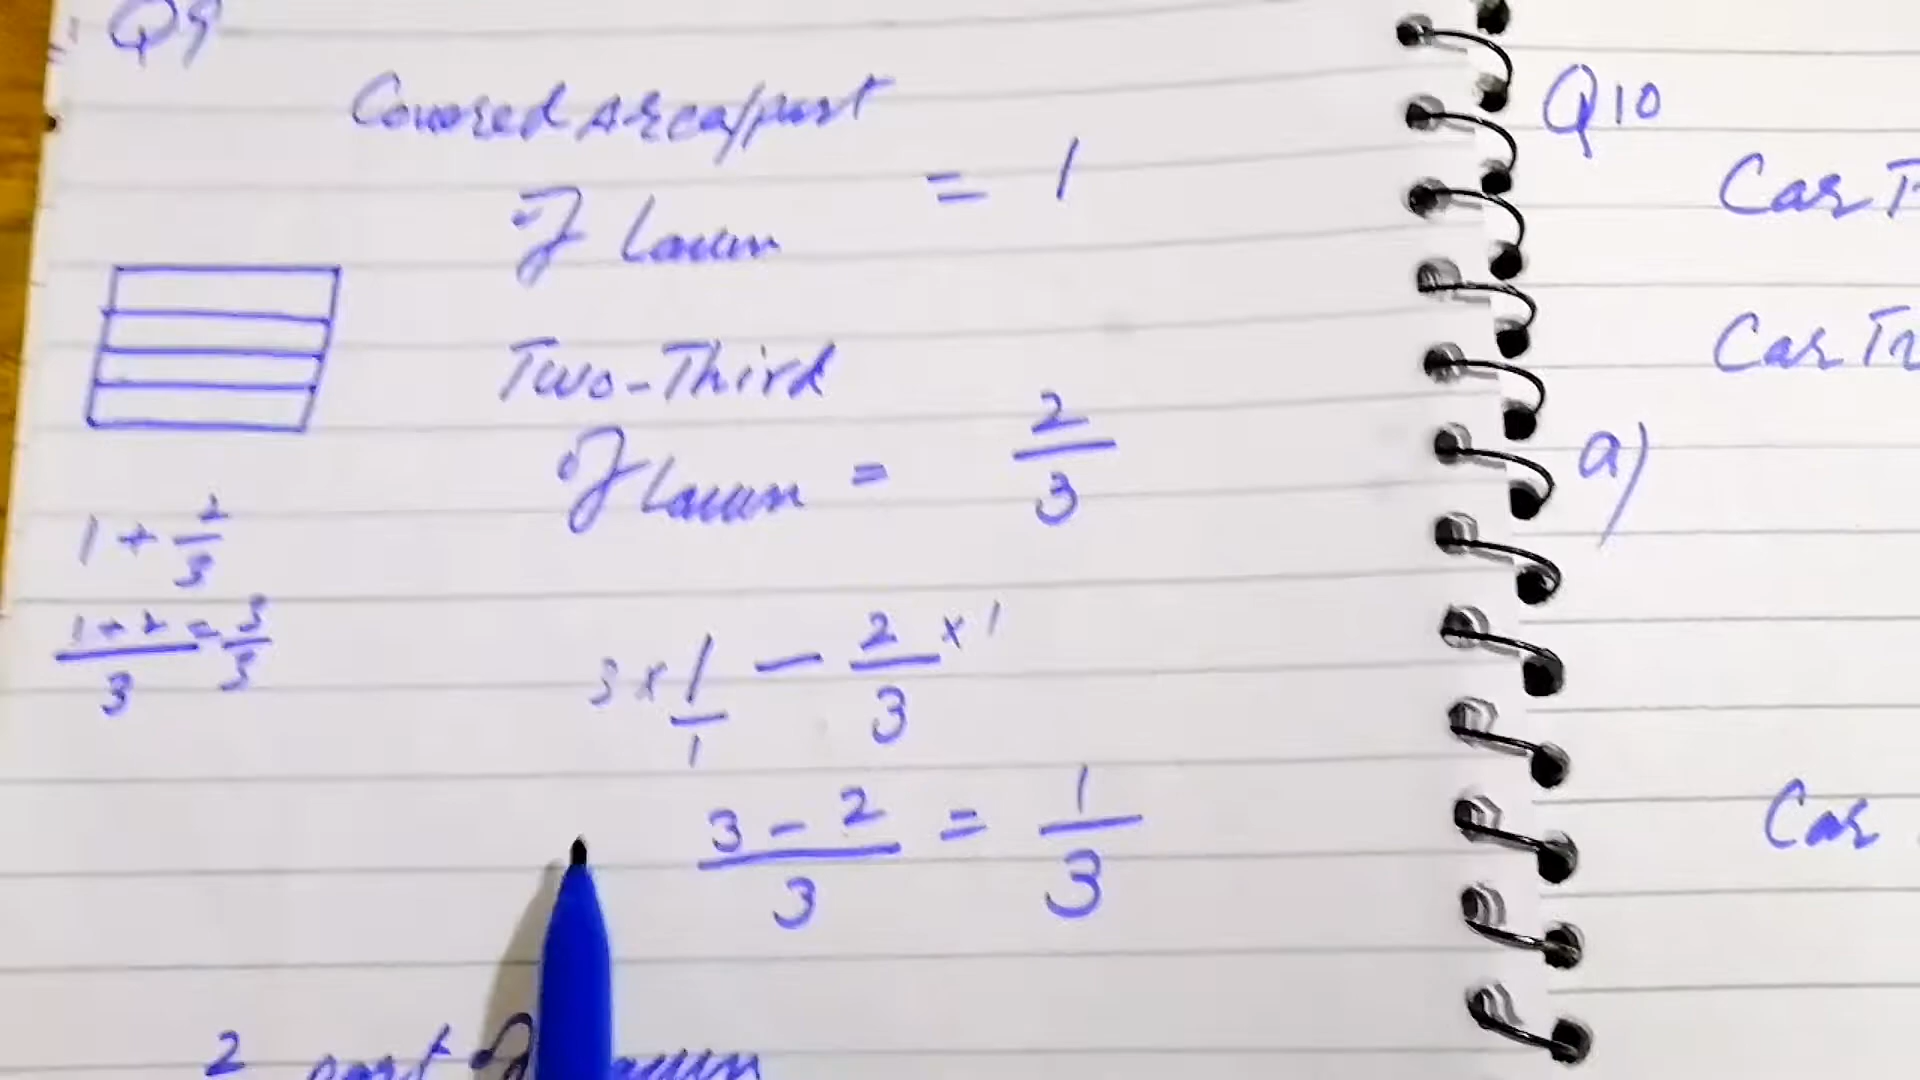 Q9
Covered Area/part
of Lawn = 1
Two-Third
of Lawn = 2/3
1 + 2/3
1+2/3 = 3/3
3 × 1/1 - 2/3 × 1
3 - 2/3 = 1/3
2 part of
Q10
Car
Car
a)
Car